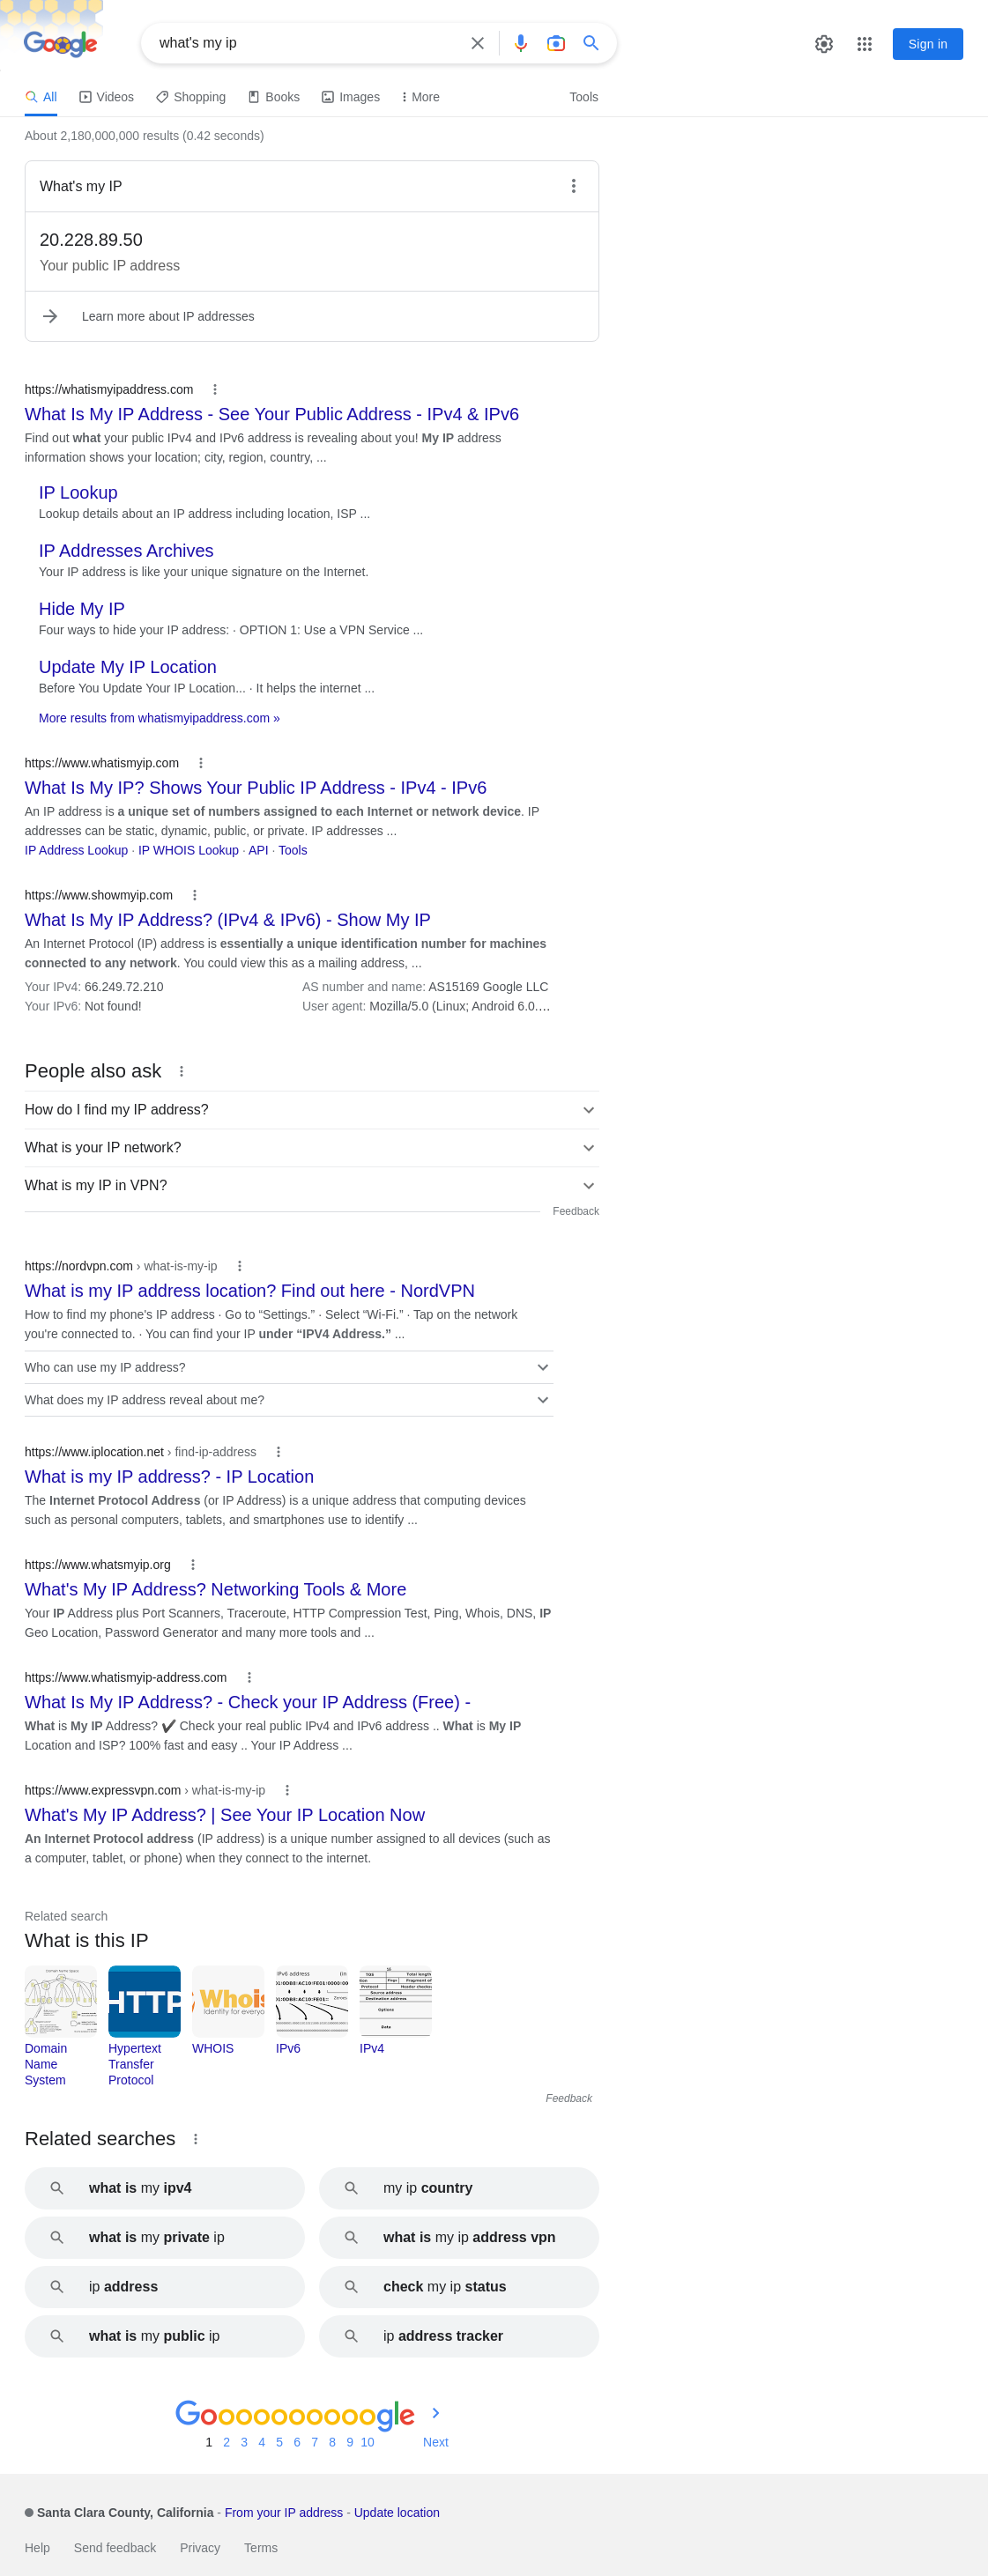 Google
what's my ip
Sign in
All Videos Shopping Books Images More Tools
About 2,180,000,000 results (0.42 seconds)
What's my IP
20.228.89.50
Your public IP address
Learn more about IP addresses
https://whatismyipaddress.com
What Is My IP Address - See Your Public Address - IPv4 & IPv6
Find out what your public IPv4 and IPv6 address is revealing about you! My IP address
information shows your location; city, region, country, ...
IP Lookup
Lookup details about an IP address including location, ISP ...
IP Addresses Archives
Your IP address is like your unique signature on the Internet.
Hide My IP
Four ways to hide your IP address: · OPTION 1: Use a VPN Service ...
Update My IP Location
Before You Update Your IP Location... · It helps the internet ...
More results from whatismyipaddress.com »
https://www.whatismyip.com
What Is My IP? Shows Your Public IP Address - IPv4 - IPv6
An IP address is a unique set of numbers assigned to each Internet or network device. IP
addresses can be static, dynamic, public, or private. IP addresses ...
IP Address Lookup · IP WHOIS Lookup · API · Tools
https://www.showmyip.com
What Is My IP Address? (IPv4 & IPv6) - Show My IP
An Internet Protocol (IP) address is essentially a unique identification number for machines
connected to any network. You could view this as a mailing address, ...
Your IPv4: 66.249.72.210 AS number and name: AS15169 Google LLC
Your IPv6: Not found! User agent: Mozilla/5.0 (Linux; Android 6.0....
People also ask
How do I find my IP address?
What is your IP network?
What is my IP in VPN?
Feedback
https://nordvpn.com › what-is-my-ip
What is my IP address location? Find out here - NordVPN
How to find my phone's IP address · Go to “Settings.” · Select “Wi-Fi.” · Tap on the network
you're connected to. · You can find your IP under “IPV4 Address.” ...
Who can use my IP address?
What does my IP address reveal about me?
https://www.iplocation.net › find-ip-address
What is my IP address? - IP Location
The Internet Protocol Address (or IP Address) is a unique address that computing devices
such as personal computers, tablets, and smartphones use to identify ...
https://www.whatsmyip.org
What's My IP Address? Networking Tools & More
Your IP Address plus Port Scanners, Traceroute, HTTP Compression Test, Ping, Whois, DNS, IP
Geo Location, Password Generator and many more tools and ...
https://www.whatismyip-address.com
What Is My IP Address? - Check your IP Address (Free) -
What is My IP Address? ✔ Check your real public IPv4 and IPv6 address .. What is My IP
Location and ISP? 100% fast and easy .. Your IP Address ...
https://www.expressvpn.com › what-is-my-ip
What's My IP Address? | See Your IP Location Now
An Internet Protocol address (IP address) is a unique number assigned to all devices (such as
a computer, tablet, or phone) when they connect to the internet.
Related search
What is this IP
HTTP
Whois
Identity for everyo
IPv6 address
Zeroes
Total length
Fragment of
Source address
Destination address
Options
Data
Domain Name System
Hypertext Transfer Protocol
WHOIS
IPv6
IPv4
Feedback
Related searches
what is my ipv4
my ip country
what is my private ip
what is my ip address vpn
ip address
check my ip status
what is my public ip
ip address tracker
Goooooooooogle
1 2 3 4 5 6 7 8 9 10 Next
Santa Clara County, California - From your IP address - Update location
Help Send feedback Privacy Terms